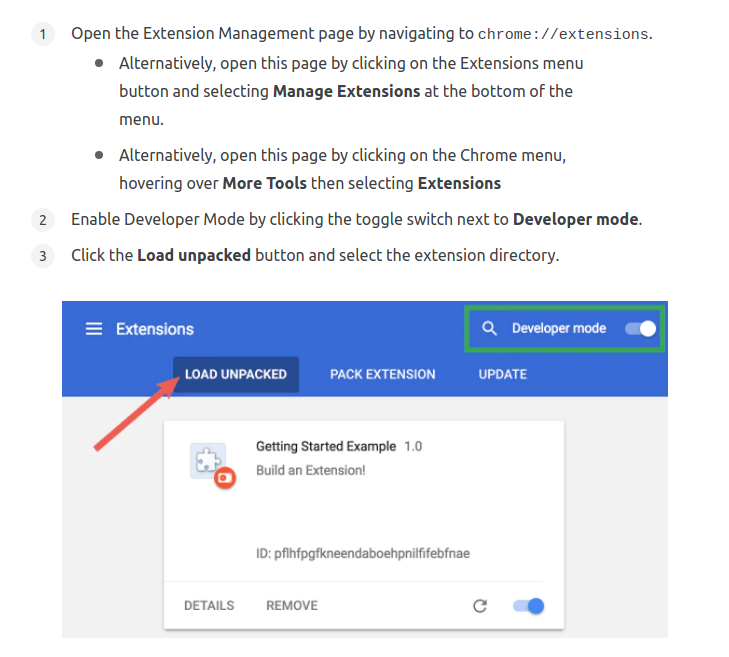 1 Open the Extension Management page by navigating to chrome://extensions.
Alternatively, open this page by clicking on the Extensions menu
button and selecting Manage Extensions at the bottom of the
menu.
Alternatively, open this page by clicking on the Chrome menu,
hovering over More Tools then selecting Extensions
2 Enable Developer Mode by clicking the toggle switch next to Developer mode.
3 Click the Load unpacked button and select the extension directory.
Extensions Developer mode
LOAD UNPACKED PACK EXTENSION UPDATE
Getting Started Example 1.0
Build an Extension!
ID: pflhfpgfkneendaboehpnilfifebfnae
DETAILS REMOVE